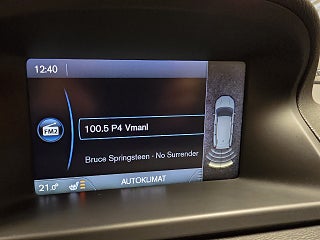 12:40
FM2
100.5 P4 Vmanl
Bruce Springsteen - No Surrender
21.0° AUTOKLIMAT